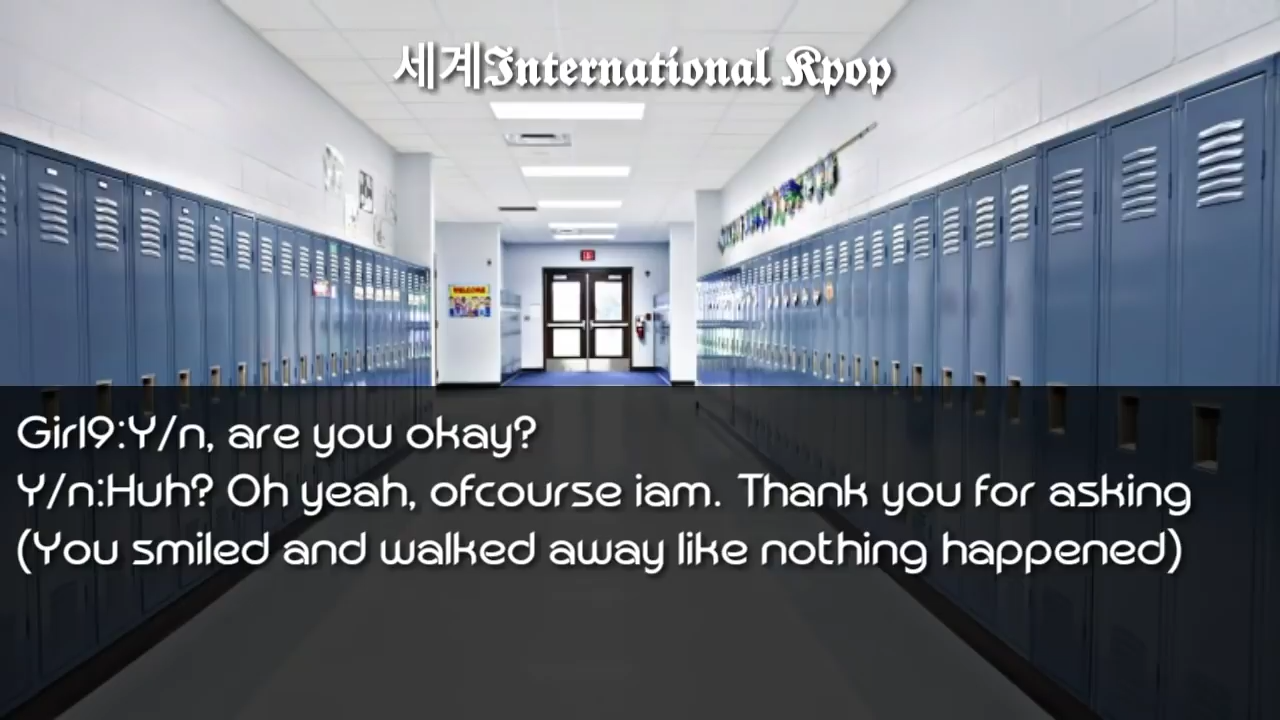 세계International Kpop
WELCOME
Girl9:Y/n, are you okay?
Y/n:Huh? Oh yeah, ofcourse iam. Thank you for asking
(You smiled and walked away like nothing happened)